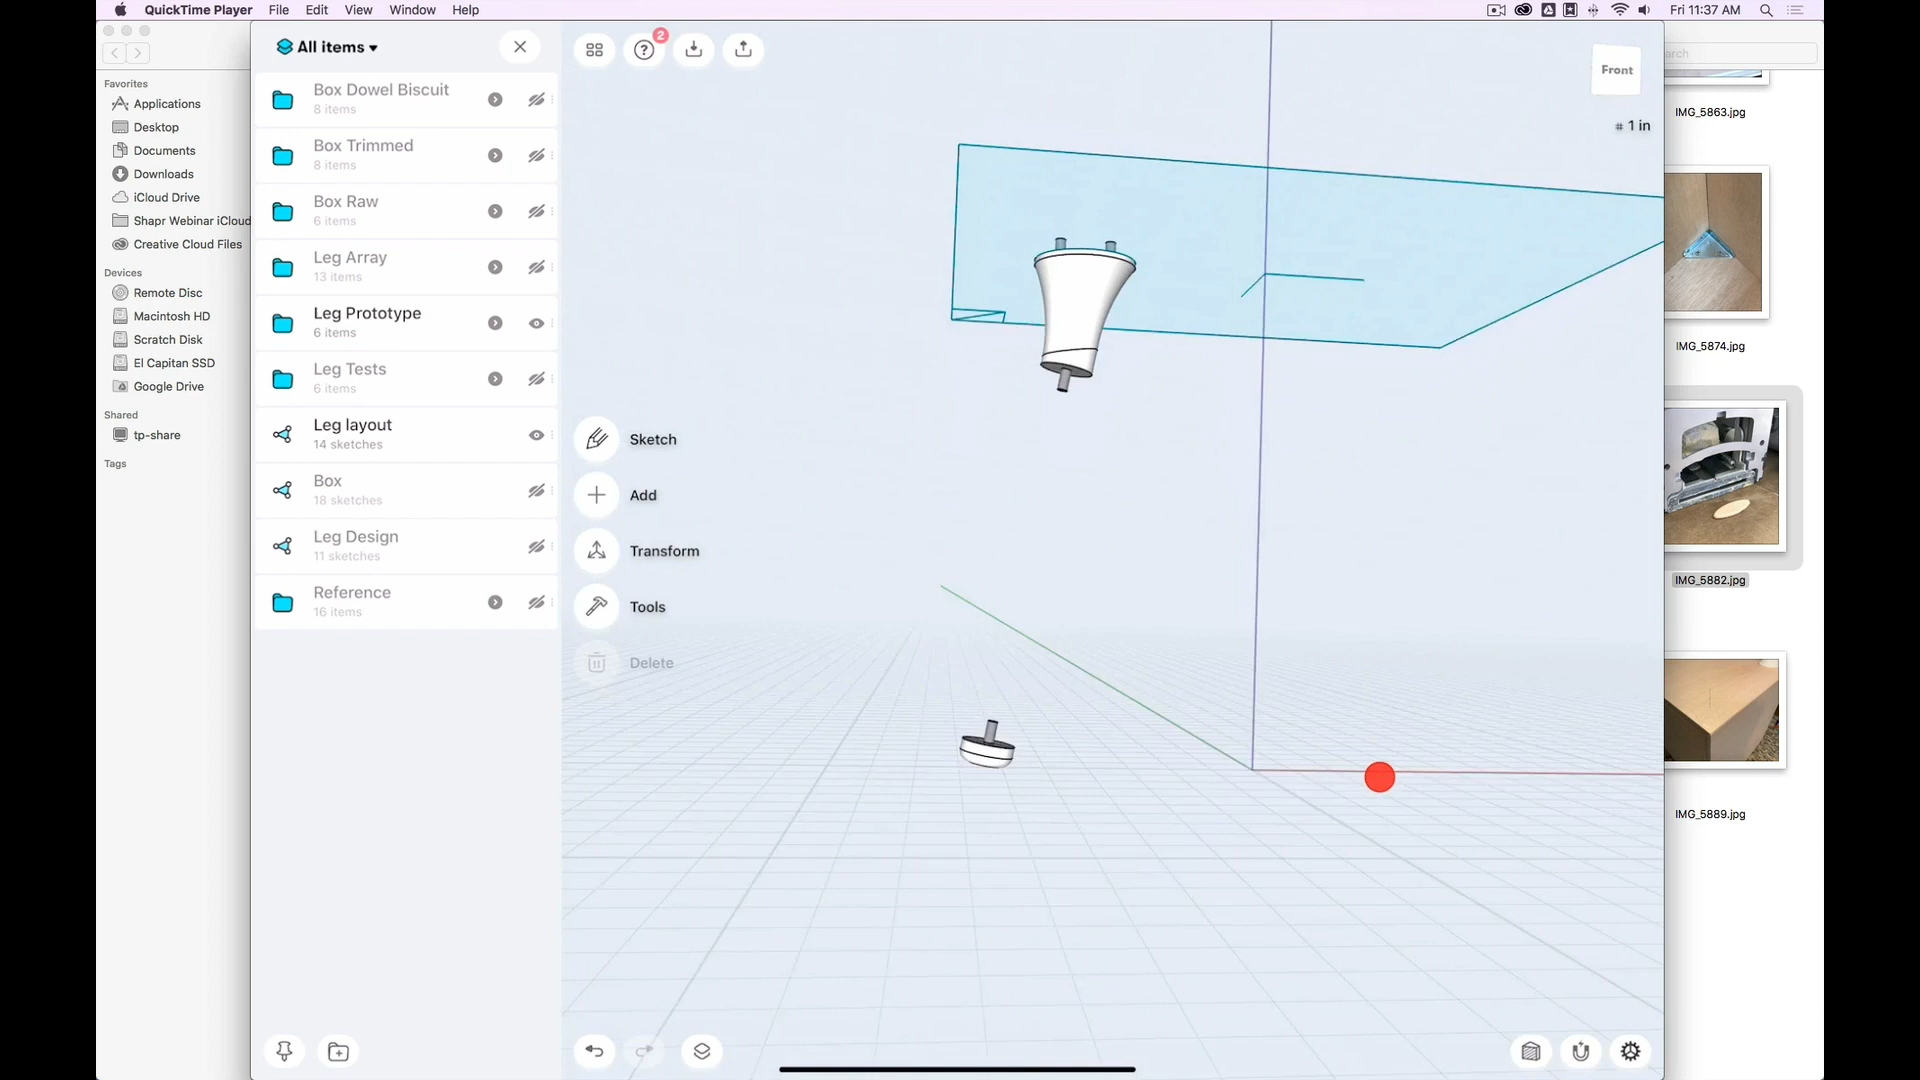 QuickTime Player File Edit View Window Help
Fri 11:37 AM
All items
2
Front
1 in
arch
Favorites
Applications
Desktop
Documents
Downloads
iCloud Drive
Shapr Webinar iCloud
Creative Cloud Files
Devices
Remote Disc
Macintosh HD
Scratch Disk
El Capitan SSD
Google Drive
Shared
tp-share
Tags
Box Dowel Biscuit
8 items
Box Trimmed
8 items
Box Raw
6 items
Leg Array
13 items
Leg Prototype
6 items
Leg Tests
6 items
Leg layout
14 sketches
Box
18 sketches
Leg Design
11 sketches
Reference
16 items
Sketch
Add
Transform
Tools
Delete
IMG_5863.jpg
IMG_5874.jpg
IMG_5882.jpg
IMG_5889.jpg